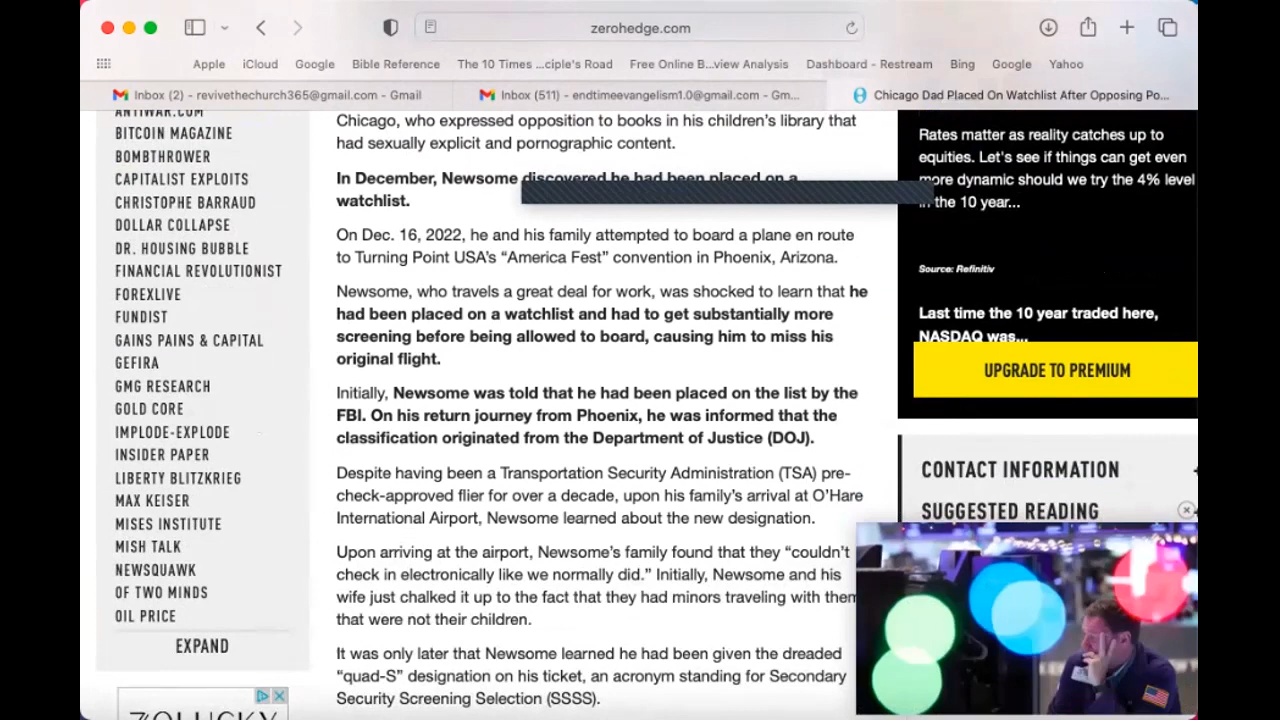 zerohedge.com
Apple iCloud Google Bible Reference The 10 Times ...ciple's Road Free Online B...view Analysis Dashboard - Restream Bing Google Yahoo
Inbox (2) - revivethechurch365@gmail.com - Gmail
Inbox (511) - endtimeevangelism1.0@gmail.com - Gm...
Chicago Dad Placed On Watchlist After Opposing Po...
ANTIWAR.COM
BITCOIN MAGAZINE
BOMBTHROWER
CAPITALIST EXPLOITS
CHRISTOPHE BARRAUD
DOLLAR COLLAPSE
DR. HOUSING BUBBLE
FINANCIAL REVOLUTIONIST
FOREXLIVE
FUNDIST
GAINS PAINS & CAPITAL
GEFIRA
GMG RESEARCH
GOLD CORE
IMPLODE-EXPLODE
INSIDER PAPER
LIBERTY BLITZKRIEG
MAX KEISER
MISES INSTITUTE
MISH TALK
NEWSQUAWK
OF TWO MINDS
OIL PRICE
EXPAND
Chicago, who expressed opposition to books in his children's library that
had sexually explicit and pornographic content.
In December, Newsome discovered he had been placed on a
watchlist.
On Dec. 16, 2022, he and his family attempted to board a plane en route
to Turning Point USA's “America Fest” convention in Phoenix, Arizona.
Newsome, who travels a great deal for work, was shocked to learn that he
had been placed on a watchlist and had to get substantially more
screening before being allowed to board, causing him to miss his
original flight.
Initially, Newsome was told that he had been placed on the list by the
FBI. On his return journey from Phoenix, he was informed that the
classification originated from the Department of Justice (DOJ).
Despite having been a Transportation Security Administration (TSA) pre-
check-approved flier for over a decade, upon his family's arrival at O'Hare
International Airport, Newsome learned about the new designation.
Upon arriving at the airport, Newsome's family found that they “couldn't
check in electronically like we normally did.” Initially, Newsome and his
wife just chalked it up to the fact that they had minors traveling with them
that were not their children.
It was only later that Newsome learned he had been given the dreaded
“quad-S” designation on his ticket, an acronym standing for Secondary
Security Screening Selection (SSSS).
Rates matter as reality catches up to
equities. Let's see if things can get even
more dynamic should we try the 4% level
in the 10 year...
Source: Refinitiv
Last time the 10 year traded here,
NASDAQ was...
UPGRADE TO PREMIUM
CONTACT INFORMATION
SUGGESTED READING